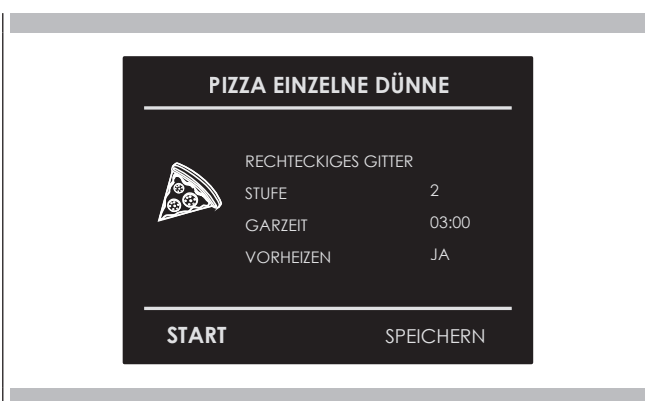 PIZZA EINZELNE DÜNNE
RECHTECKIGES GITTER
STUFE 2
GARZEIT 03:00
VORHEIZEN JA
START SPEICHERN